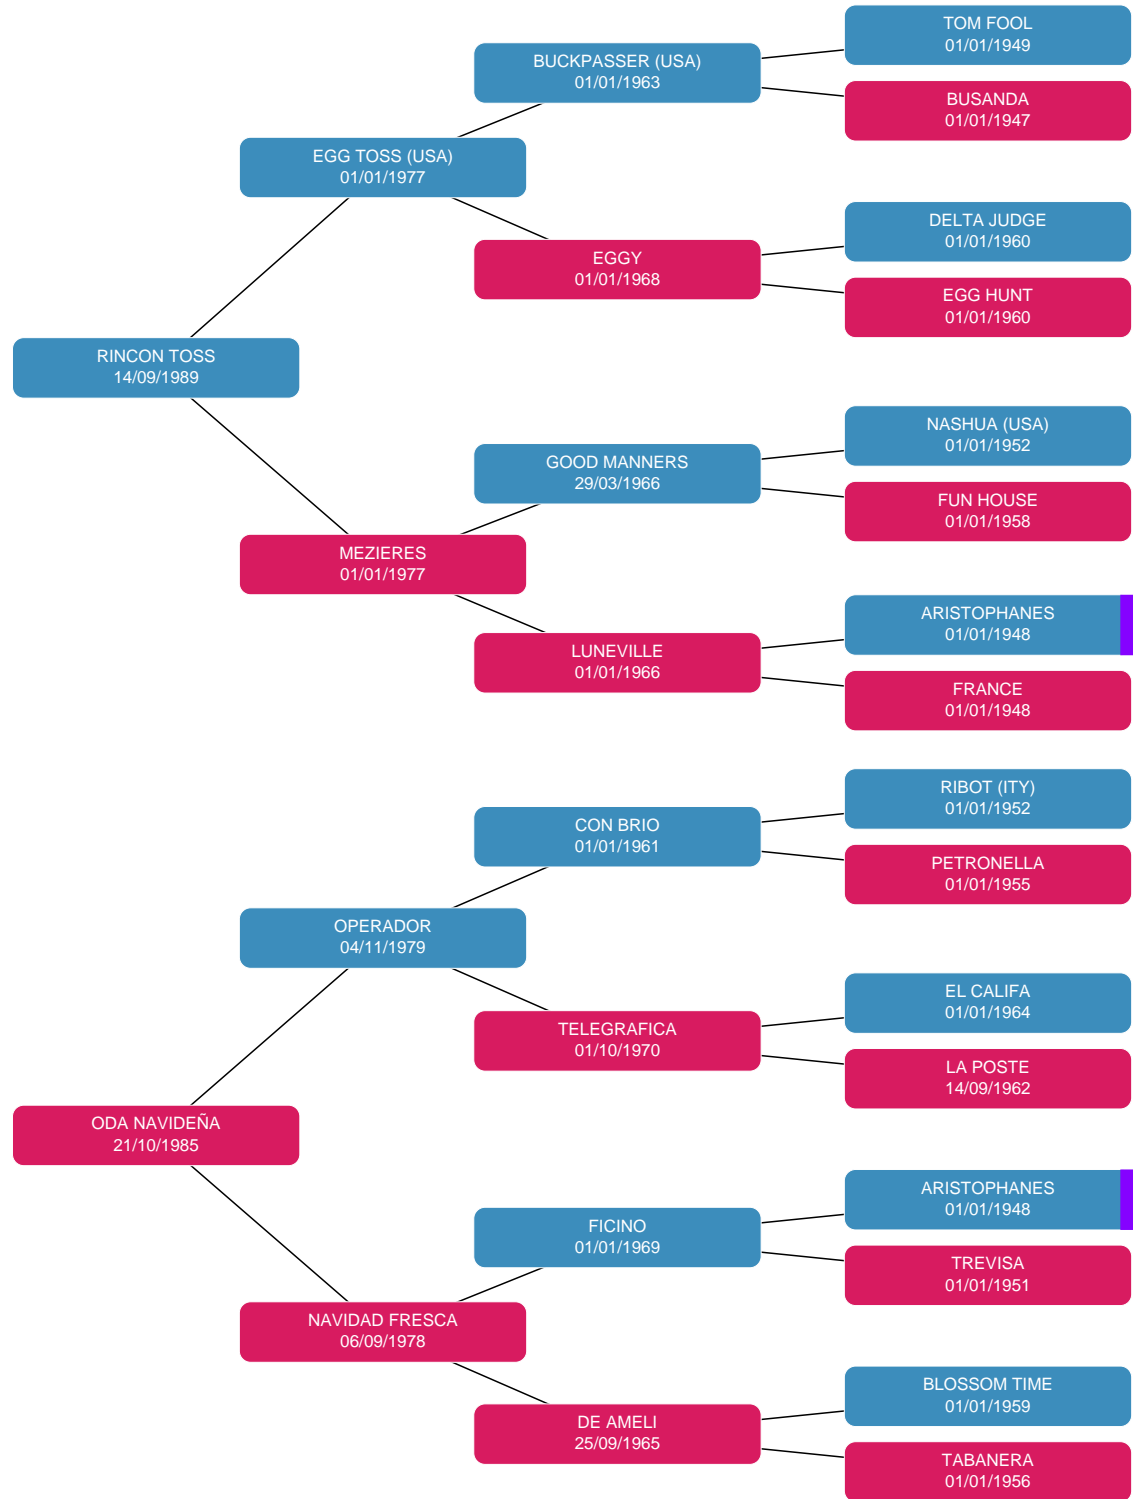 TOM FOOL
01/01/1949
BUCKPASSER (USA)
01/01/1963
BUSANDA
01/01/1947
EGG TOSS (USA)
01/01/1977
DELTA JUDGE
01/01/1960
EGGY
01/01/1968
EGG HUNT
01/01/1960
RINCON TOSS
14/09/1989
NASHUA (USA)
01/01/1952
GOOD MANNERS
29/03/1966
FUN HOUSE
01/01/1958
MEZIERES
01/01/1977
ARISTOPHANES
01/01/1948
LUNEVILLE
01/01/1966
FRANCE
01/01/1948
RIBOT (ITY)
01/01/1952
CON BRIO
01/01/1961
PETRONELLA
01/01/1955
OPERADOR
04/11/1979
EL CALIFA
01/01/1964
TELEGRAFICA
01/10/1970
LA POSTE
14/09/1962
ODA NAVIDEÑA
21/10/1985
ARISTOPHANES
01/01/1948
FICINO
01/01/1969
TREVISA
01/01/1951
NAVIDAD FRESCA
06/09/1978
BLOSSOM TIME
01/01/1959
DE AMELI
25/09/1965
TABANERA
01/01/1956